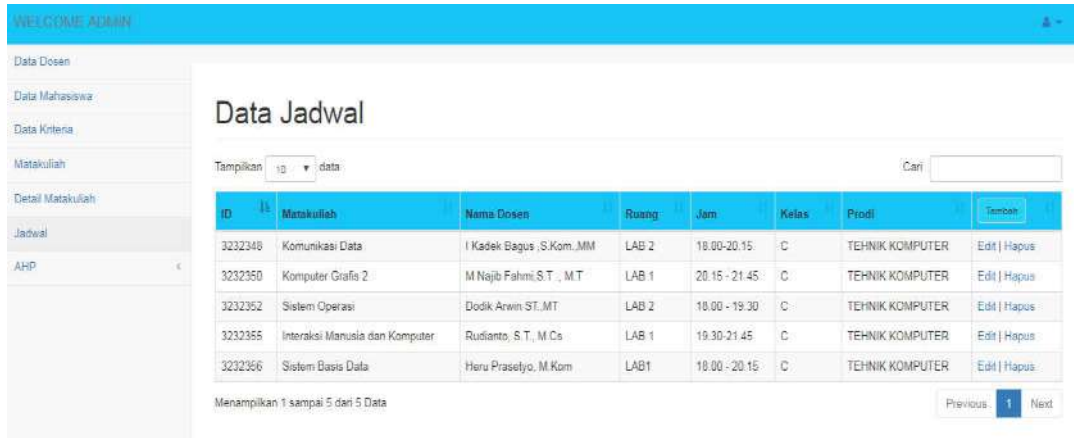 WELCOME ADMIN
Data Dosen
Data Mahasiswa
Data Kriteria
Matakuliah
Detail Matakuliah
Jadwal
AHP
Data Jadwal
Tampilkan 10 data
Cari
ID Matakuliah Nama Dosen Ruang Jam Kelas Prodi Tambah
3232348 Komunikasi Data I Kadek Bagus ,S.Kom.,MM LAB 2 18.00-20.15 C TEHNIK KOMPUTER Edit | Hapus
3232350 Komputer Grafis 2 M Najib Fahmi,S.T ., M.T LAB 1 20.15 - 21.45 C TEHNIK KOMPUTER Edit | Hapus
3232352 Sistem Operasi Dodik Arwin ST.,MT LAB 2 18.00 - 19.30 C TEHNIK KOMPUTER Edit | Hapus
3232355 Interaksi Manusia dan Komputer Rudianto, S.T., M.Cs LAB 1 19.30-21.45 C TEHNIK KOMPUTER Edit | Hapus
3232356 Sistem Basis Data Heru Prasetyo, M.Kom LAB1 18.00 - 20.15 C TEHNIK KOMPUTER Edit | Hapus
Menampilkan 1 sampai 5 dari 5 Data
Previous 1 Next